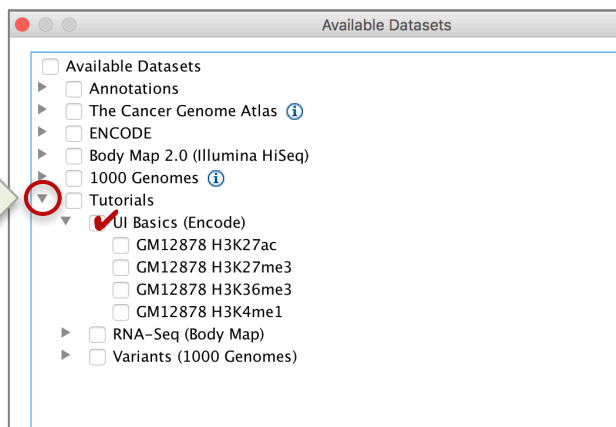 Available Datasets
Available Datasets
Annotations
The Cancer Genome Atlas i
ENCODE
Body Map 2.0 (Illumina HiSeq)
1000 Genomes i
Tutorials
UI Basics (Encode)
GM12878 H3K27ac
GM12878 H3K27me3
GM12878 H3K36me3
GM12878 H3K4me1
RNA-Seq (Body Map)
Variants (1000 Genomes)